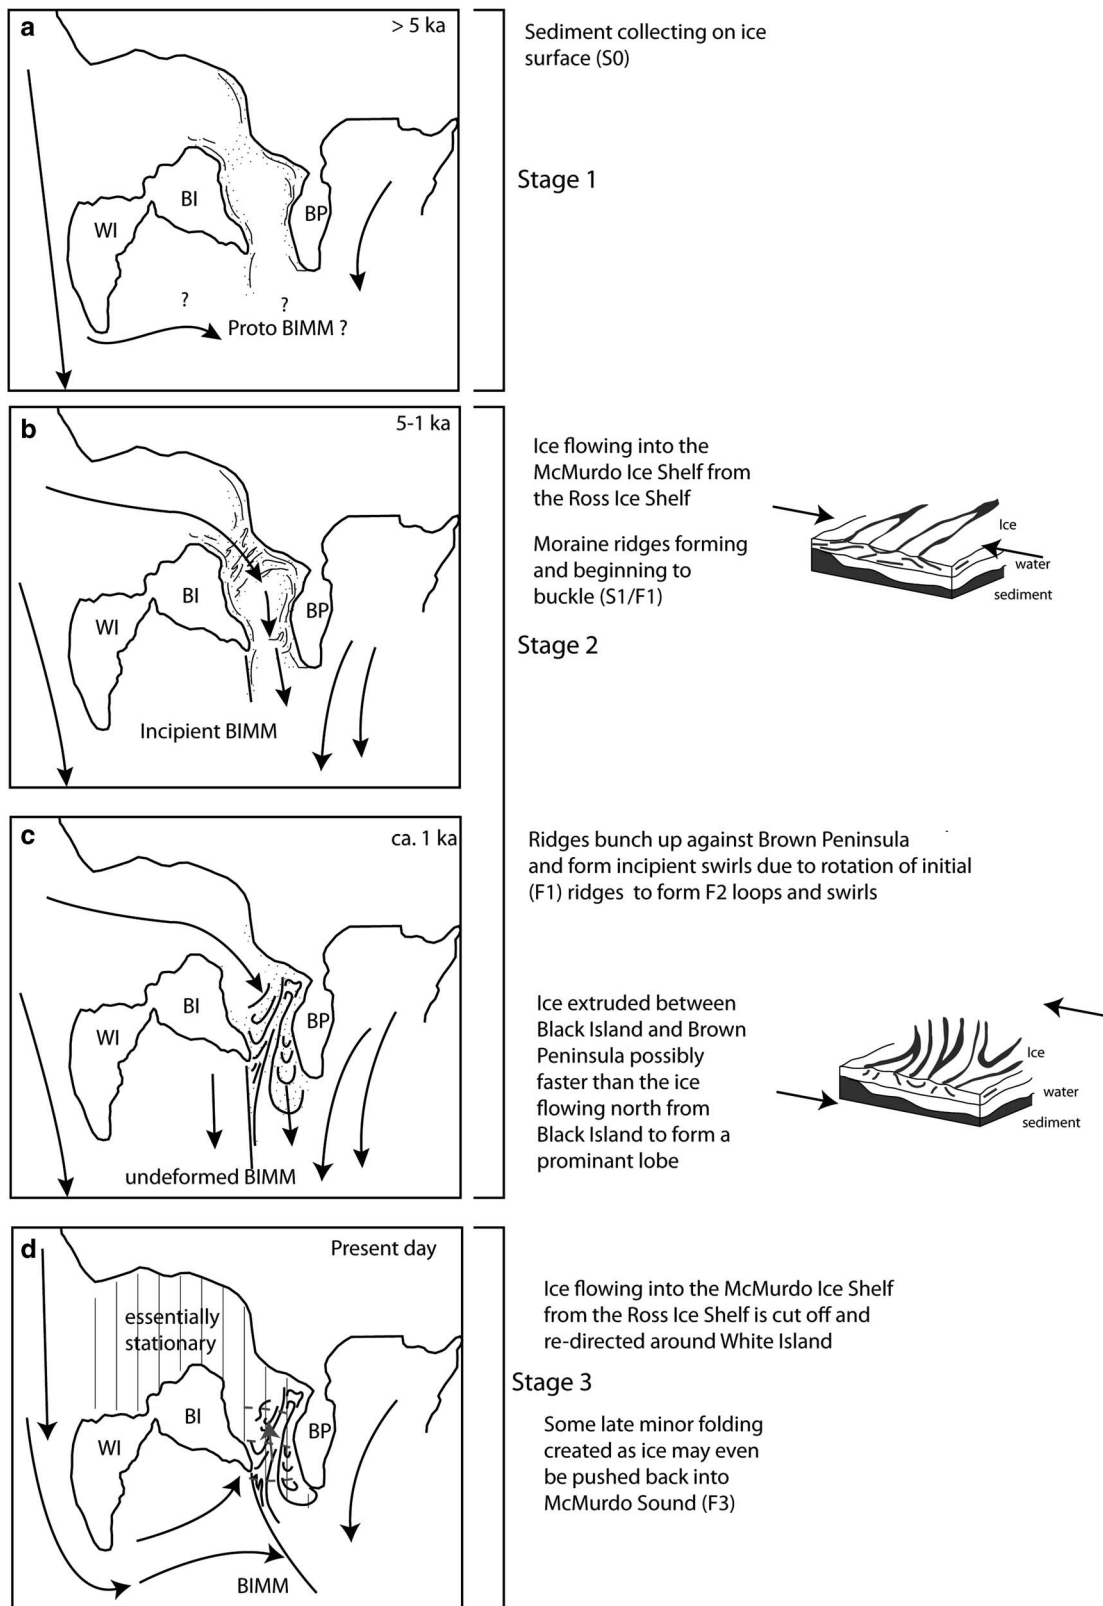 a
> 5 ka
BI
BP
WI
?
?
Proto BIMM ?
Sediment collecting on ice
surface (S0)
Stage 1
b
5-1 ka
BI
BP
WI
Incipient BIMM
Ice flowing into the
McMurdo Ice Shelf from
the Ross Ice Shelf
Moraine ridges forming
and beginning to
buckle (S1/F1)
Ice
water
sediment
Stage 2
c
ca. 1 ka
BI
BP
WI
undeformed BIMM
Ridges bunch up against Brown Peninsula
and form incipient swirls due to rotation of initial
(F1) ridges to form F2 loops and swirls
Ice extruded between
Black Island and Brown
Peninsula possibly
faster than the ice
flowing north from
Black Island to form a
prominant lobe
Ice
water
sediment
d
Present day
essentially
stationary
BI
BP
WI
BIMM
Ice flowing into the McMurdo Ice Shelf
from the Ross Ice Shelf is cut off and
re-directed around White Island
Stage 3
Some late minor folding
created as ice may even
be pushed back into
McMurdo Sound (F3)